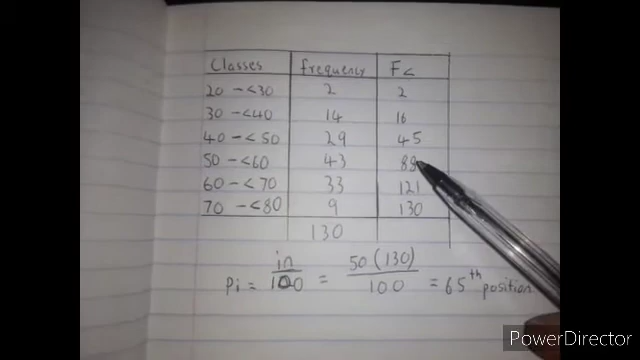 Classes frequency F<
20 -<30 2 2
30 -<40 14 16
40 -<50 29 45
50 -<60 43 88
60 -<70 33 121
70 -<80 9 130
130
Pi = in/100 = 50(130)/100 = 65th position
PowerDirector